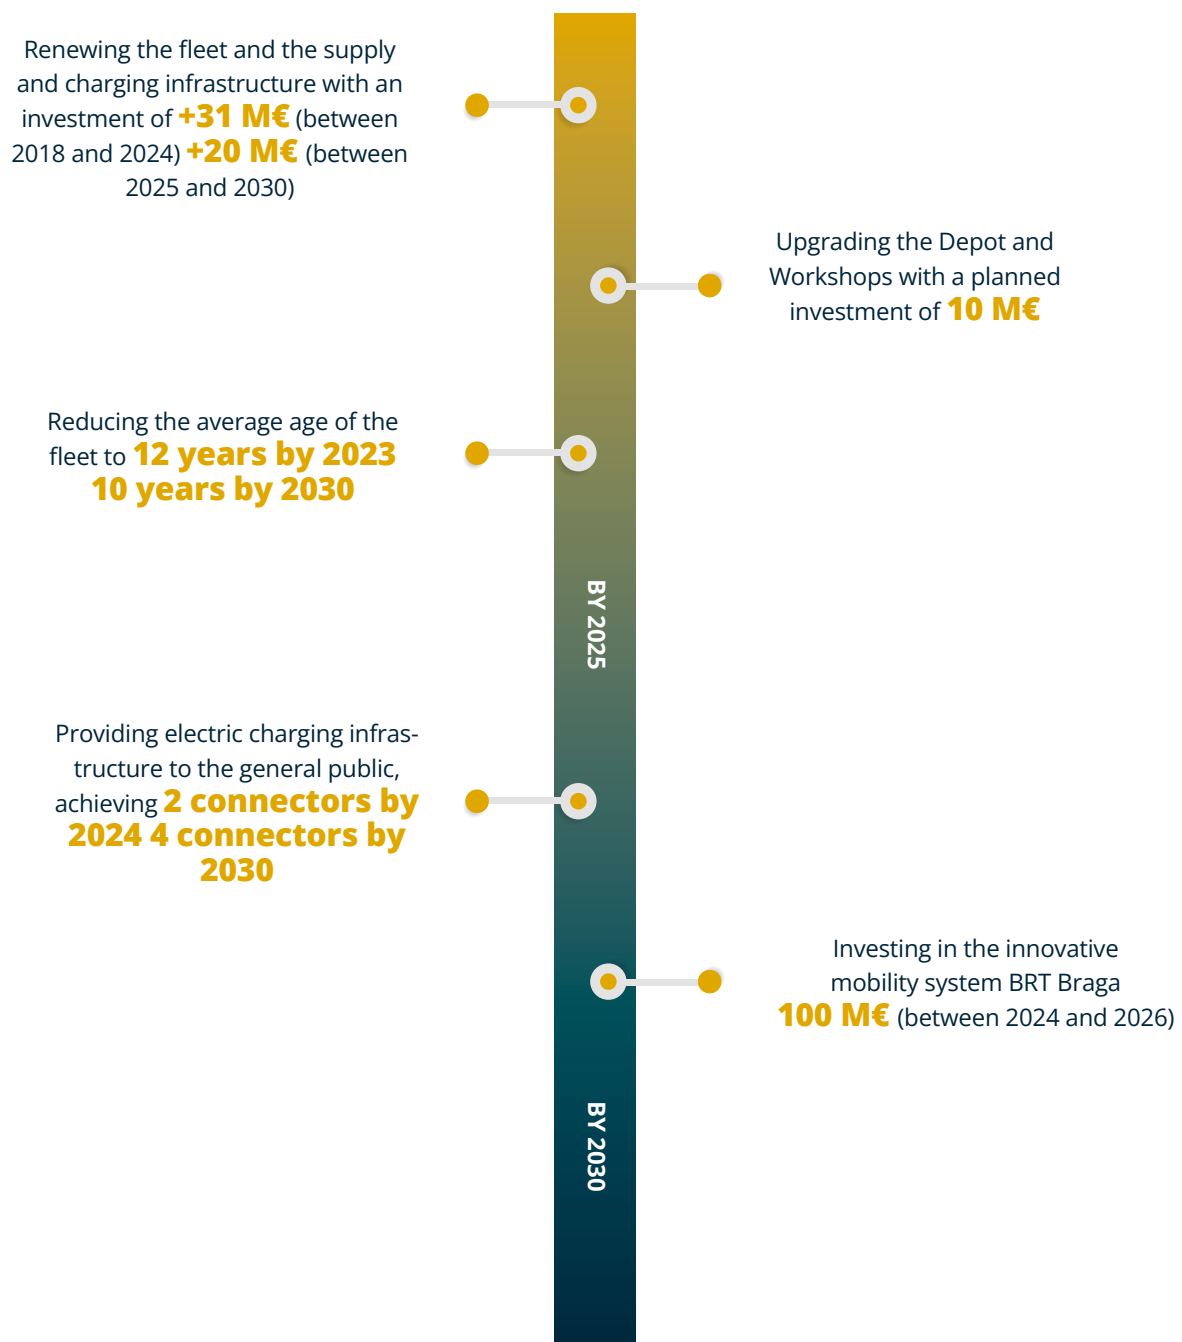 Renewing the fleet and the supply
and charging infrastructure with an
investment of +31 M€ (between
2018 and 2024) +20 M€ (between
2025 and 2030)
Upgrading the Depot and
Workshops with a planned
investment of 10 M€
Reducing the average age of the
fleet to 12 years by 2023
10 years by 2030
BY 2025
Providing electric charging infras-
tructure to the general public,
achieving 2 connectors by
2024 4 connectors by
2030
Investing in the innovative
mobility system BRT Braga
100 M€ (between 2024 and 2026)
BY 2030